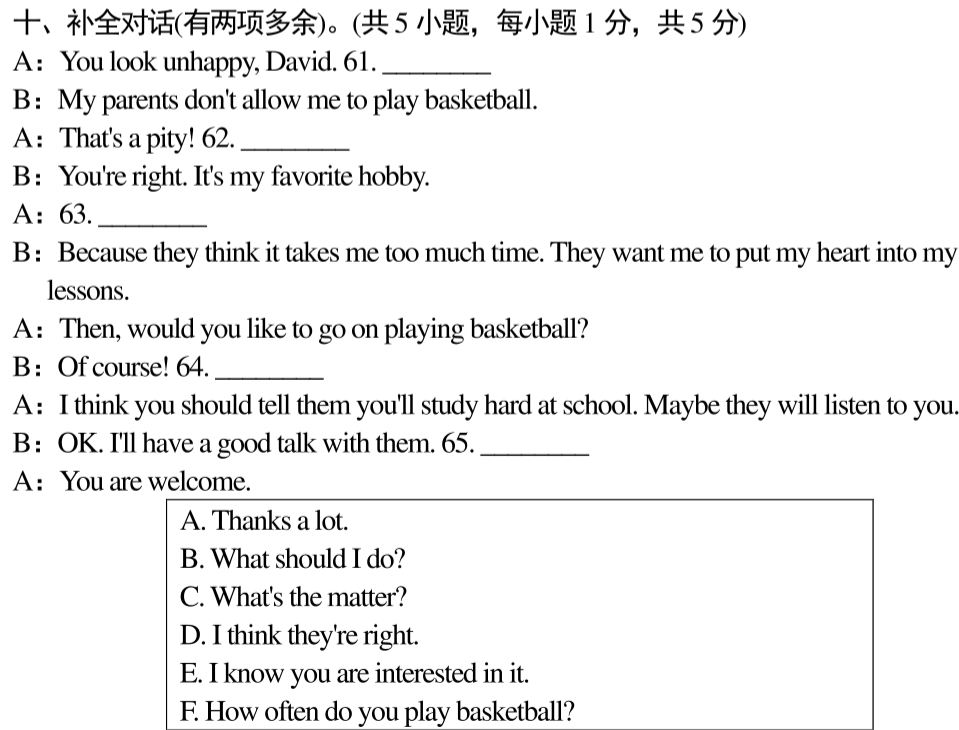 十、补全对话(有两项多余)。(共 5 小题，每小题 1 分，共 5 分)
A：You look unhappy, David. 61. ________
B：My parents don't allow me to play basketball.
A：That's a pity! 62. ________
B：You're right. It's my favorite hobby.
A：63. ________
B：Because they think it takes me too much time. They want me to put my heart into my
lessons.
A：Then, would you like to go on playing basketball?
B：Of course! 64. ________
A：I think you should tell them you'll study hard at school. Maybe they will listen to you.
B：OK. I'll have a good talk with them. 65. ________
A：You are welcome.
A. Thanks a lot.
B. What should I do?
C. What's the matter?
D. I think they're right.
E. I know you are interested in it.
F. How often do you play basketball?